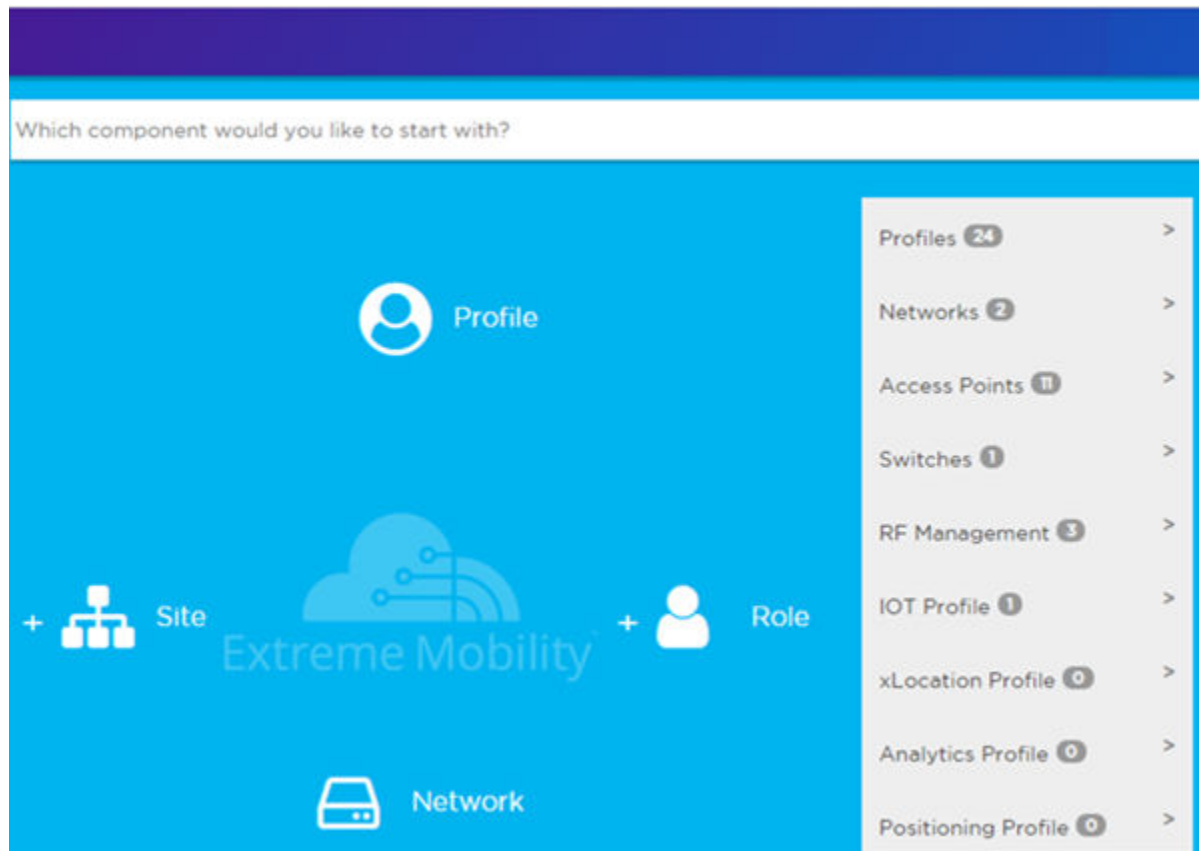 Which component would you like to start with?
Profile
+ Site
Extreme Mobility
+ Role
Network
Profiles 24 >
Networks 2 >
Access Points 11 >
Switches 1 >
RF Management 3 >
IOT Profile 1 >
xLocation Profile 0 >
Analytics Profile 0 >
Positioning Profile 0 >